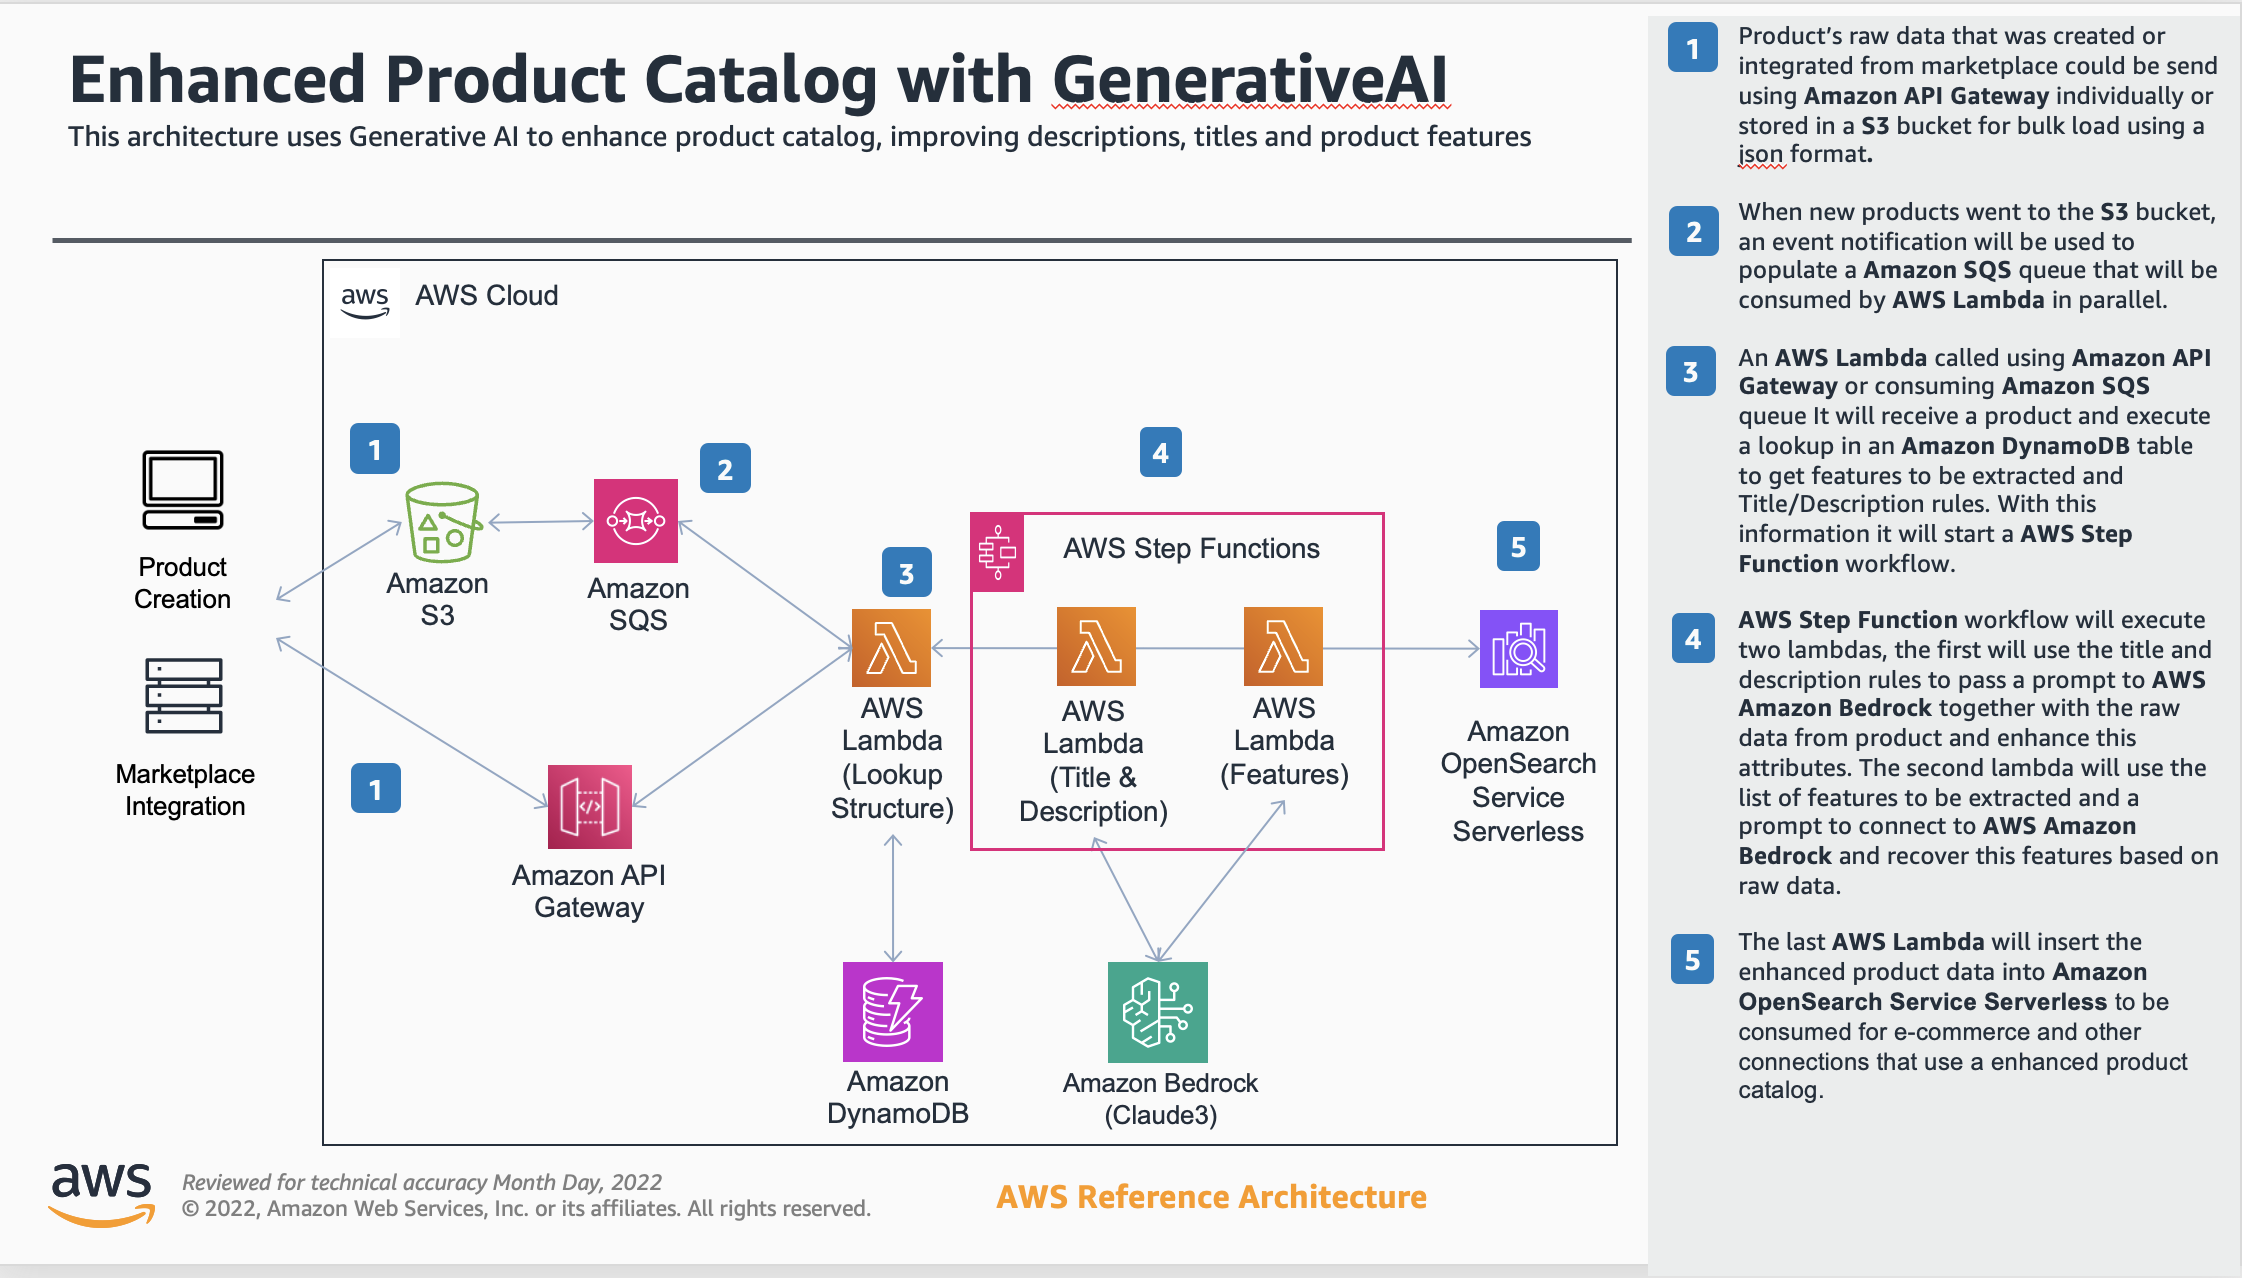 Enhanced Product Catalog with GenerativeAI
This architecture uses Generative AI to enhance product catalog, improving descriptions, titles and product features
aws
AWS Cloud
1
2
4
Product
Creation
Amazon
S3
Amazon
SQS
3
AWS Step Functions
5
Marketplace
Integration
1
Amazon API
Gateway
AWS
Lambda
(Lookup
Structure)
AWS
Lambda
(Title &
Description)
AWS
Lambda
(Features)
Amazon
OpenSearch
Service
Serverless
Amazon
DynamoDB
Amazon Bedrock
(Claude3)
aws
Reviewed for technical accuracy Month Day, 2022
© 2022, Amazon Web Services, Inc. or its affiliates. All rights reserved.
AWS Reference Architecture
1
Product’s raw data that was created or
integrated from marketplace could be send
using Amazon API Gateway individually or
stored in a S3 bucket for bulk load using a
json format.
2
When new products went to the S3 bucket,
an event notification will be used to
populate a Amazon SQS queue that will be
consumed by AWS Lambda in parallel.
3
An AWS Lambda called using Amazon API
Gateway or consuming Amazon SQS
queue It will receive a product and execute
a lookup in an Amazon DynamoDB table
to get features to be extracted and
Title/Description rules. With this
information it will start a AWS Step
Function workflow.
4
AWS Step Function workflow will execute
two lambdas, the first will use the title and
description rules to pass a prompt to AWS
Amazon Bedrock together with the raw
data from product and enhance this
attributes. The second lambda will use the
list of features to be extracted and a
prompt to connect to AWS Amazon
Bedrock and recover this features based on
raw data.
5
The last AWS Lambda will insert the
enhanced product data into Amazon
OpenSearch Service Serverless to be
consumed for e-commerce and other
connections that use a enhanced product
catalog.